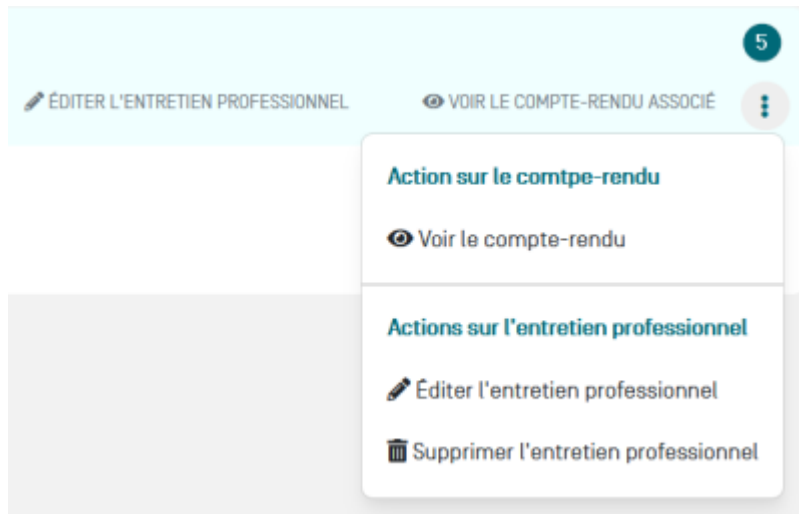 5
ÉDITER L'ENTRETIEN PROFESSIONNEL VOIR LE COMPTE-RENDU ASSOCIÉ
Action sur le comtpe-rendu
Voir le compte-rendu
Actions sur l'entretien professionnel
Éditer l'entretien professionnel
Supprimer l'entretien professionnel